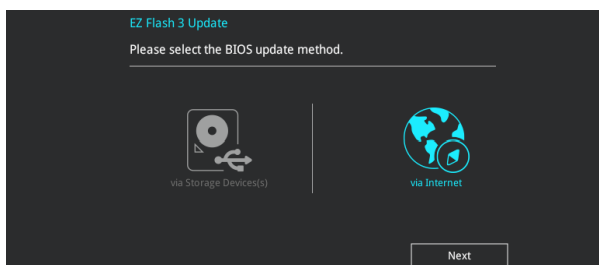 EZ Flash 3 Update
Please select the BIOS update method.
via Storage Devices(s)
via Internet
Next